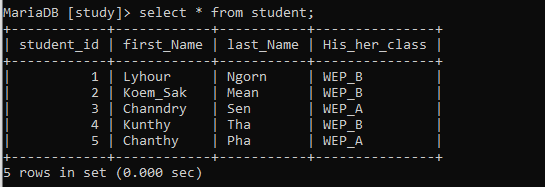 MariaDB [study]> select * from student;
+------------+------------+-----------+---------------+
| student_id | first_Name | last_Name | His_her_class |
+------------+------------+-----------+---------------+
|          1 | Lyhour     | Ngorn     | WEP_B         |
|          2 | Koem_Sak   | Mean      | WEP_B         |
|          3 | Channdry   | Sen       | WEP_A         |
|          4 | Kunthy     | Tha       | WEP_B         |
|          5 | Chanthy    | Pha       | WEP_A         |
+------------+------------+-----------+---------------+
5 rows in set (0.000 sec)